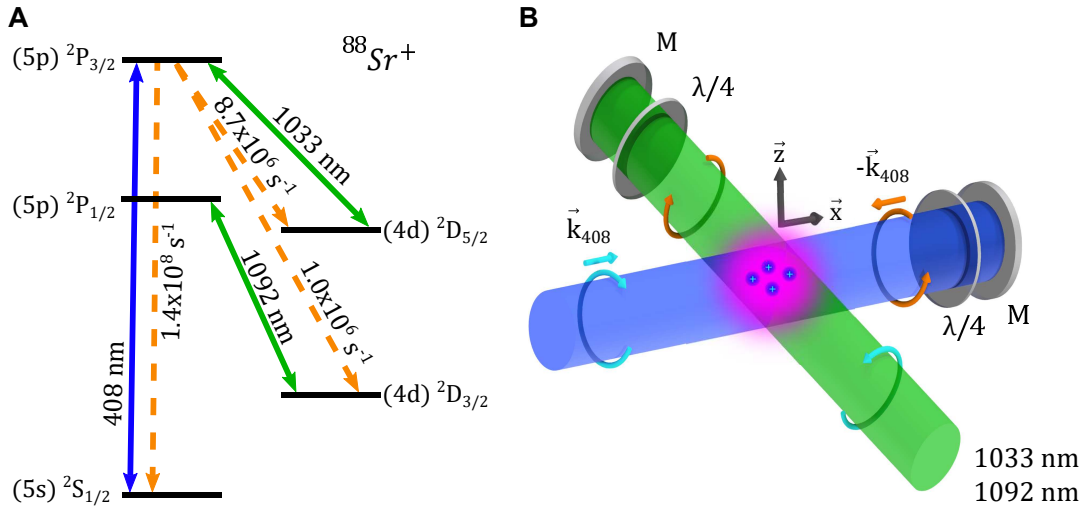 A
(5p) ²P₃/₂
⁸⁸Sr⁺
8.7x10⁶ s⁻¹
1033 nm
(5p) ²P₁/₂
(4d) ²D₅/₂
1.4x10⁸ s⁻¹
1092 nm
1.0x10⁶ s⁻¹
408 nm
(4d) ²D₃/₂
(5s) ²S₁/₂
B
M
λ/4
z⃗
x⃗
-k⃗₄₀₈
k⃗₄₀₈
+ + + +
λ/4
M
1033 nm
1092 nm